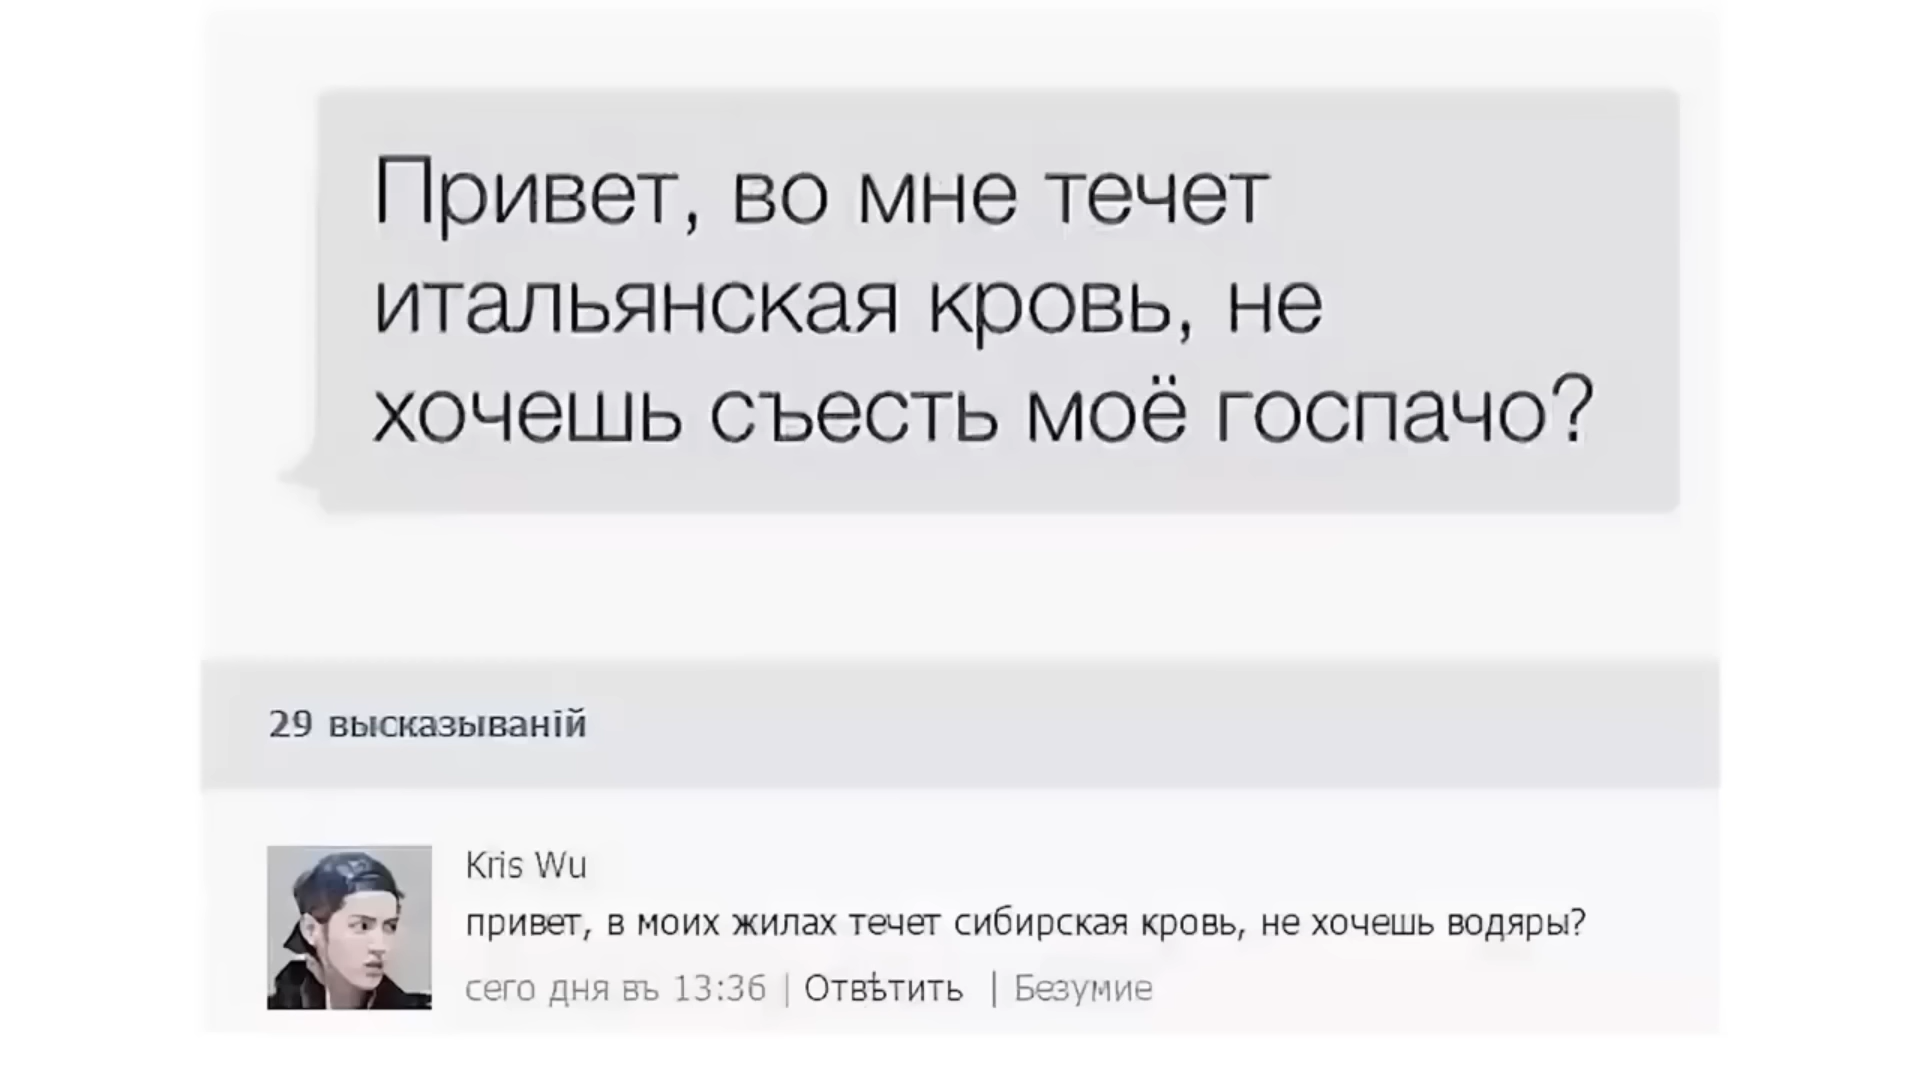 Привет, во мне течет
итальянская кровь, не
хочешь съесть моё госпачо?
29 высказыванiй
Kris Wu
привет, в моих жилах течет сибирская кровь, не хочешь водяры?
сего дня въ 13:36 | Отвѣтить | Безумие